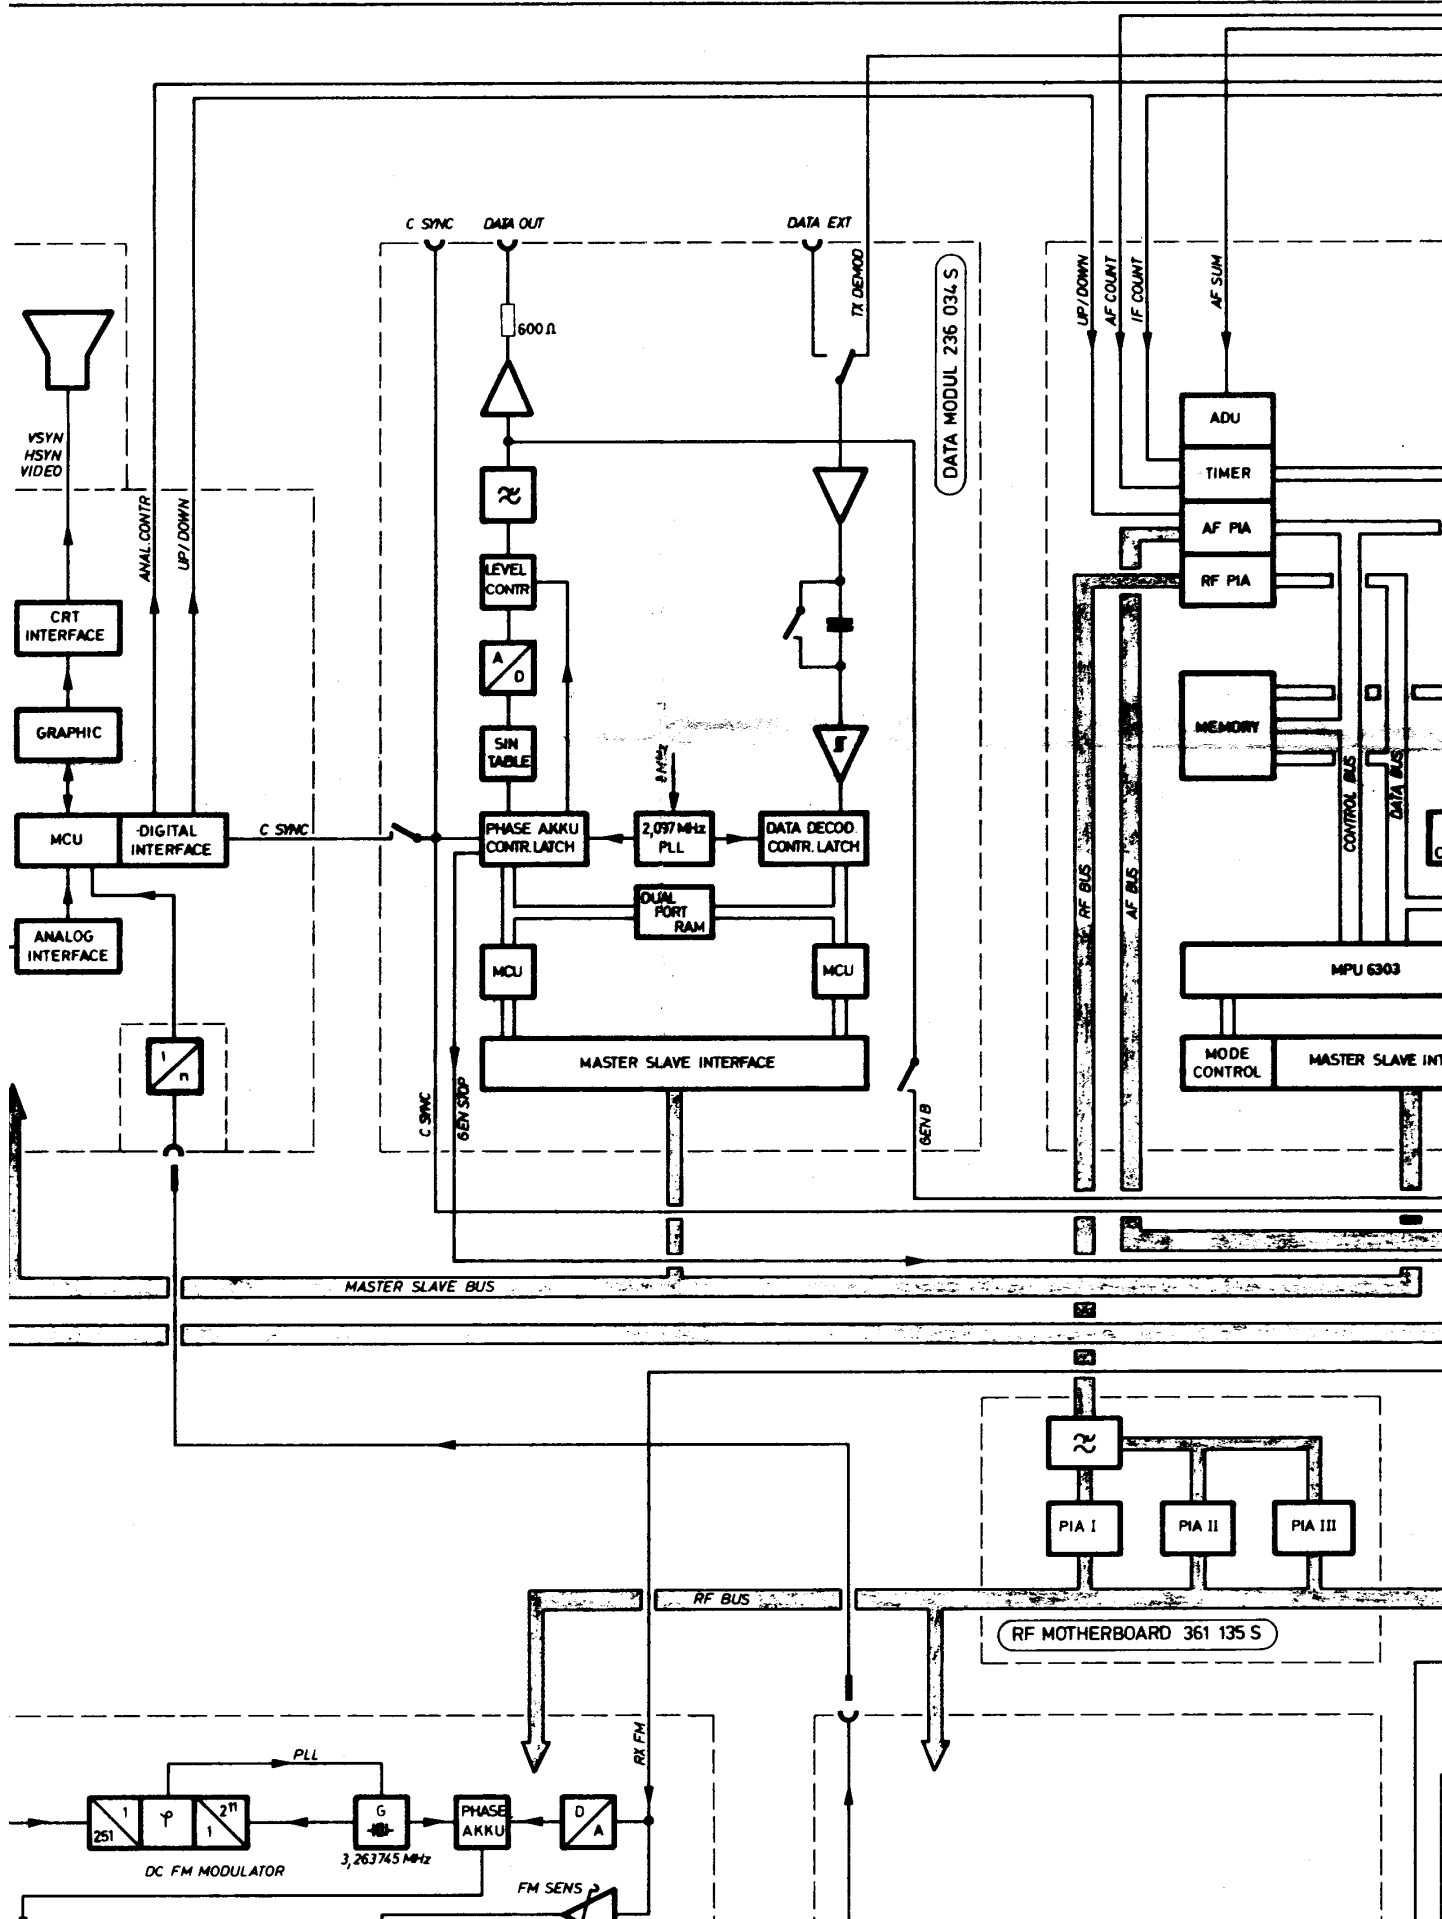 C SYNC
DATA OUT
DATA EXT
TX DEMOD
UP/DOWN
AF COUNT
IF COUNT
AF SUM
DATA MODUL 236 034 S
600 Ω
ADU
TIMER
AF PIA
RF PIA
VSYN
HSYN
VIDEO
ANAL.CONTR
UP/DOWN
LEVEL
CONTR
CRT
INTERFACE
A
D
GRAPHIC
SIN
TABLE
8 MHz
MEMORY
CONTROL BUS
DATA BUS
MCU
DIGITAL
INTERFACE
C SYNC
PHASE AKKU
CONTR. LATCH
2,097 MHz
PLL
DATA DECOD.
CONTR. LATCH
DUAL
PORT
RAM
RF BUS
AF BUS
ANALOG
INTERFACE
MCU
MCU
MPU 6303
1
n
MASTER SLAVE INTERFACE
MODE
CONTROL
MASTER SLAVE INT
C SYNC
GEN STOP
GEN B
MASTER SLAVE BUS
PIA I
PIA II
PIA III
RF BUS
RF MOTHERBOARD 361 135 S
RX FM
PLL
1
251
φ
2¹¹
1
G
3,263745 MHz
PHASE
AKKU
D
A
DC FM MODULATOR
FM SENS